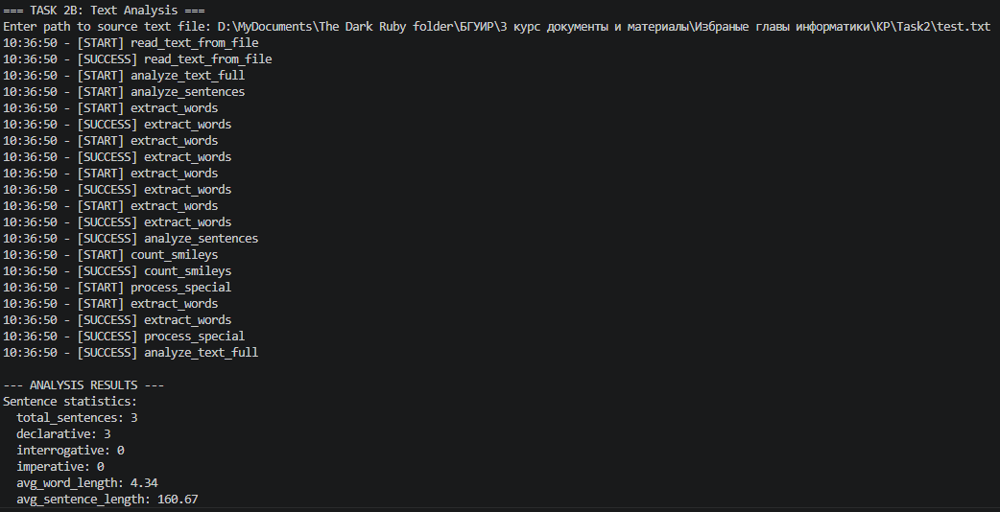 === TASK 2B: Text Analysis ===
Enter path to source text file: D:\MyDocuments\The Dark Ruby folder\БГУИР\3 курс документы и материалы\Избраные главы информатики\КР\Task2\test.txt
10:36:50 - [START] read_text_from_file
10:36:50 - [SUCCESS] read_text_from_file
10:36:50 - [START] analyze_text_full
10:36:50 - [START] analyze_sentences
10:36:50 - [START] extract_words
10:36:50 - [SUCCESS] extract_words
10:36:50 - [START] extract_words
10:36:50 - [SUCCESS] extract_words
10:36:50 - [START] extract_words
10:36:50 - [SUCCESS] extract_words
10:36:50 - [START] extract_words
10:36:50 - [SUCCESS] extract_words
10:36:50 - [SUCCESS] analyze_sentences
10:36:50 - [START] count_smileys
10:36:50 - [SUCCESS] count_smileys
10:36:50 - [START] process_special
10:36:50 - [START] extract_words
10:36:50 - [SUCCESS] extract_words
10:36:50 - [SUCCESS] process_special
10:36:50 - [SUCCESS] analyze_text_full
--- ANALYSIS RESULTS ---
Sentence statistics:
total_sentences: 3
declarative: 3
interrogative: 0
imperative: 0
avg_word_length: 4.34
avg_sentence_length: 160.67